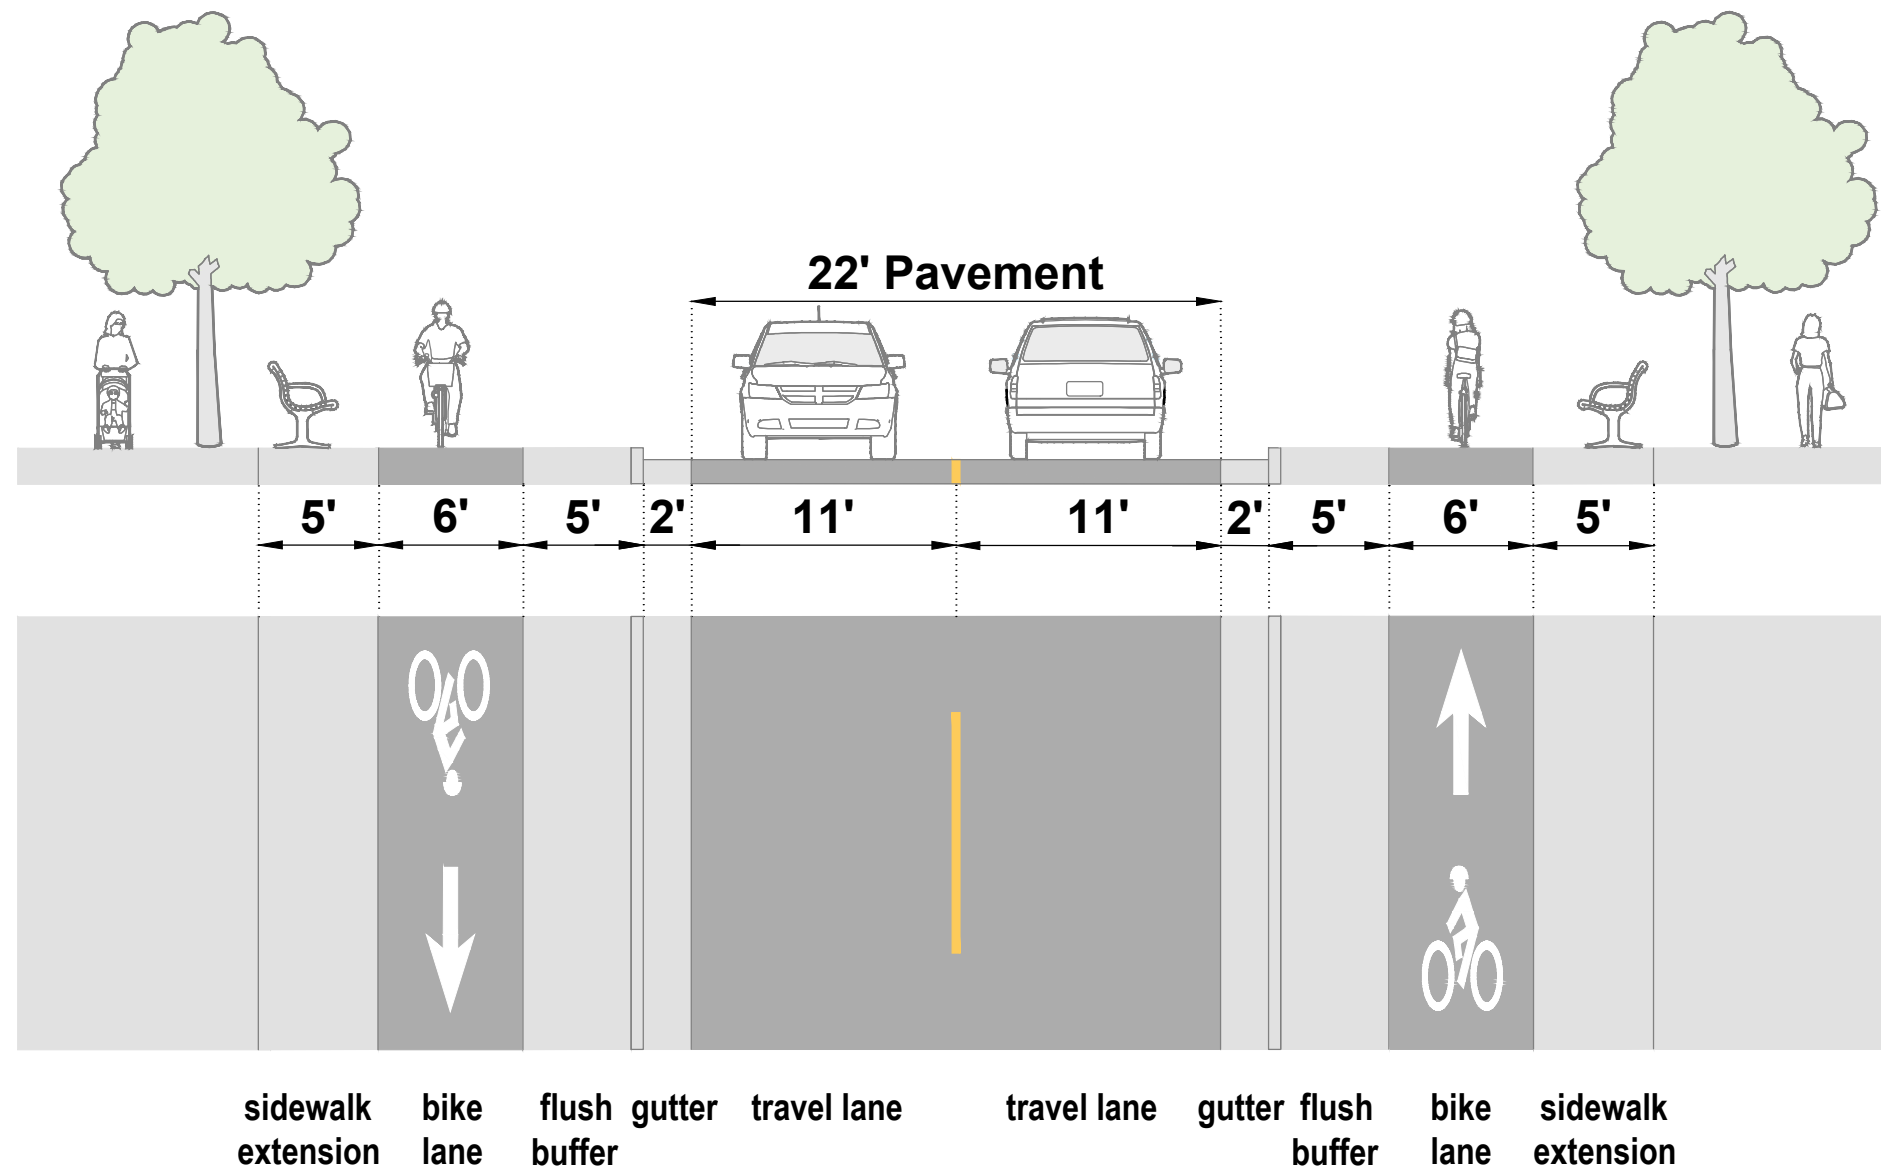 22' Pavement
5' 6' 5' 2' 11' 11' 2' 5' 6' 5'
sidewalk extension
bike lane
flush buffer
gutter
travel lane
travel lane
gutter
flush buffer
bike lane
sidewalk extension